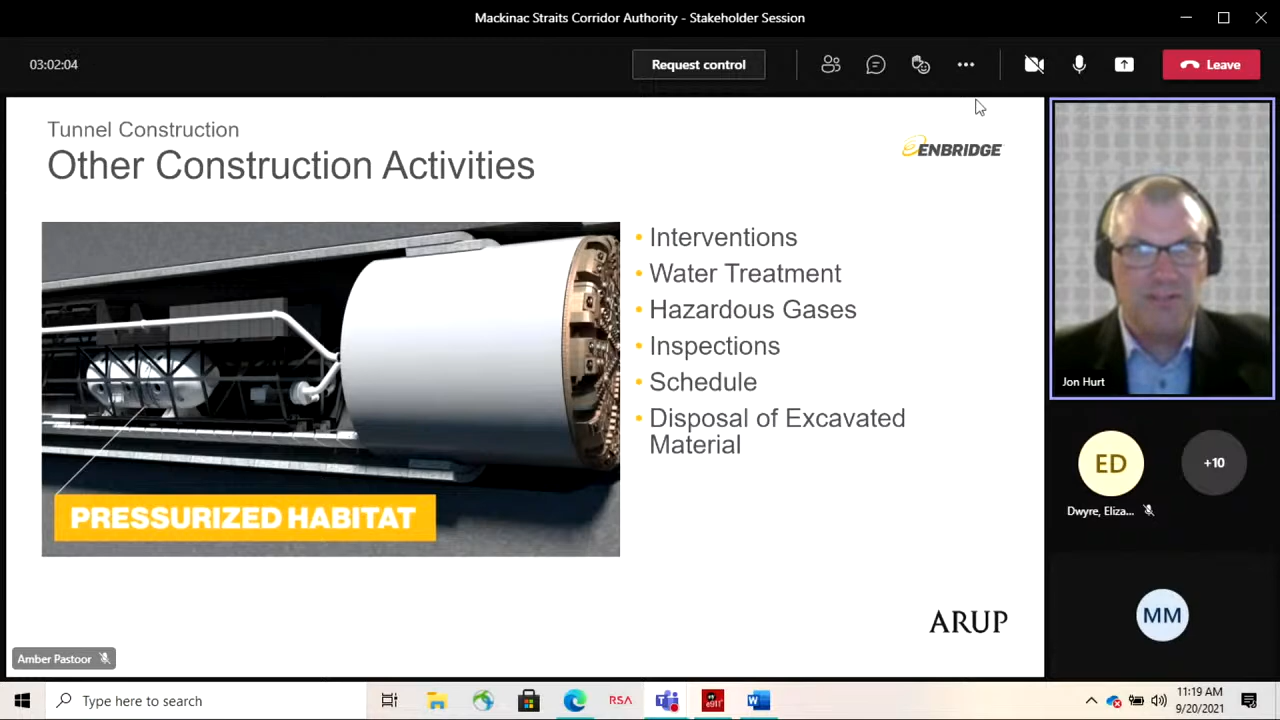 Mackinac Straits Corridor Authority - Stakeholder Session
03:02:04
Request control
Leave
Tunnel Construction
Other Construction Activities
ENBRIDGE
• Interventions
• Water Treatment
• Hazardous Gases
• Inspections
• Schedule
• Disposal of Excavated
Material
PRESSURIZED HABITAT
ARUP
Amber Pastoor
Jon Hurt
ED
+10
Dwyre, Eliza...
MM
Type here to search
RSA
e911
11:19 AM
9/20/2021